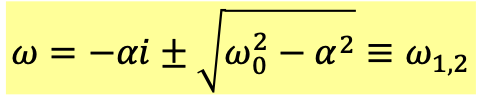 ω = −αi ± √(ω₀² − α²) ≡ ω₁,₂